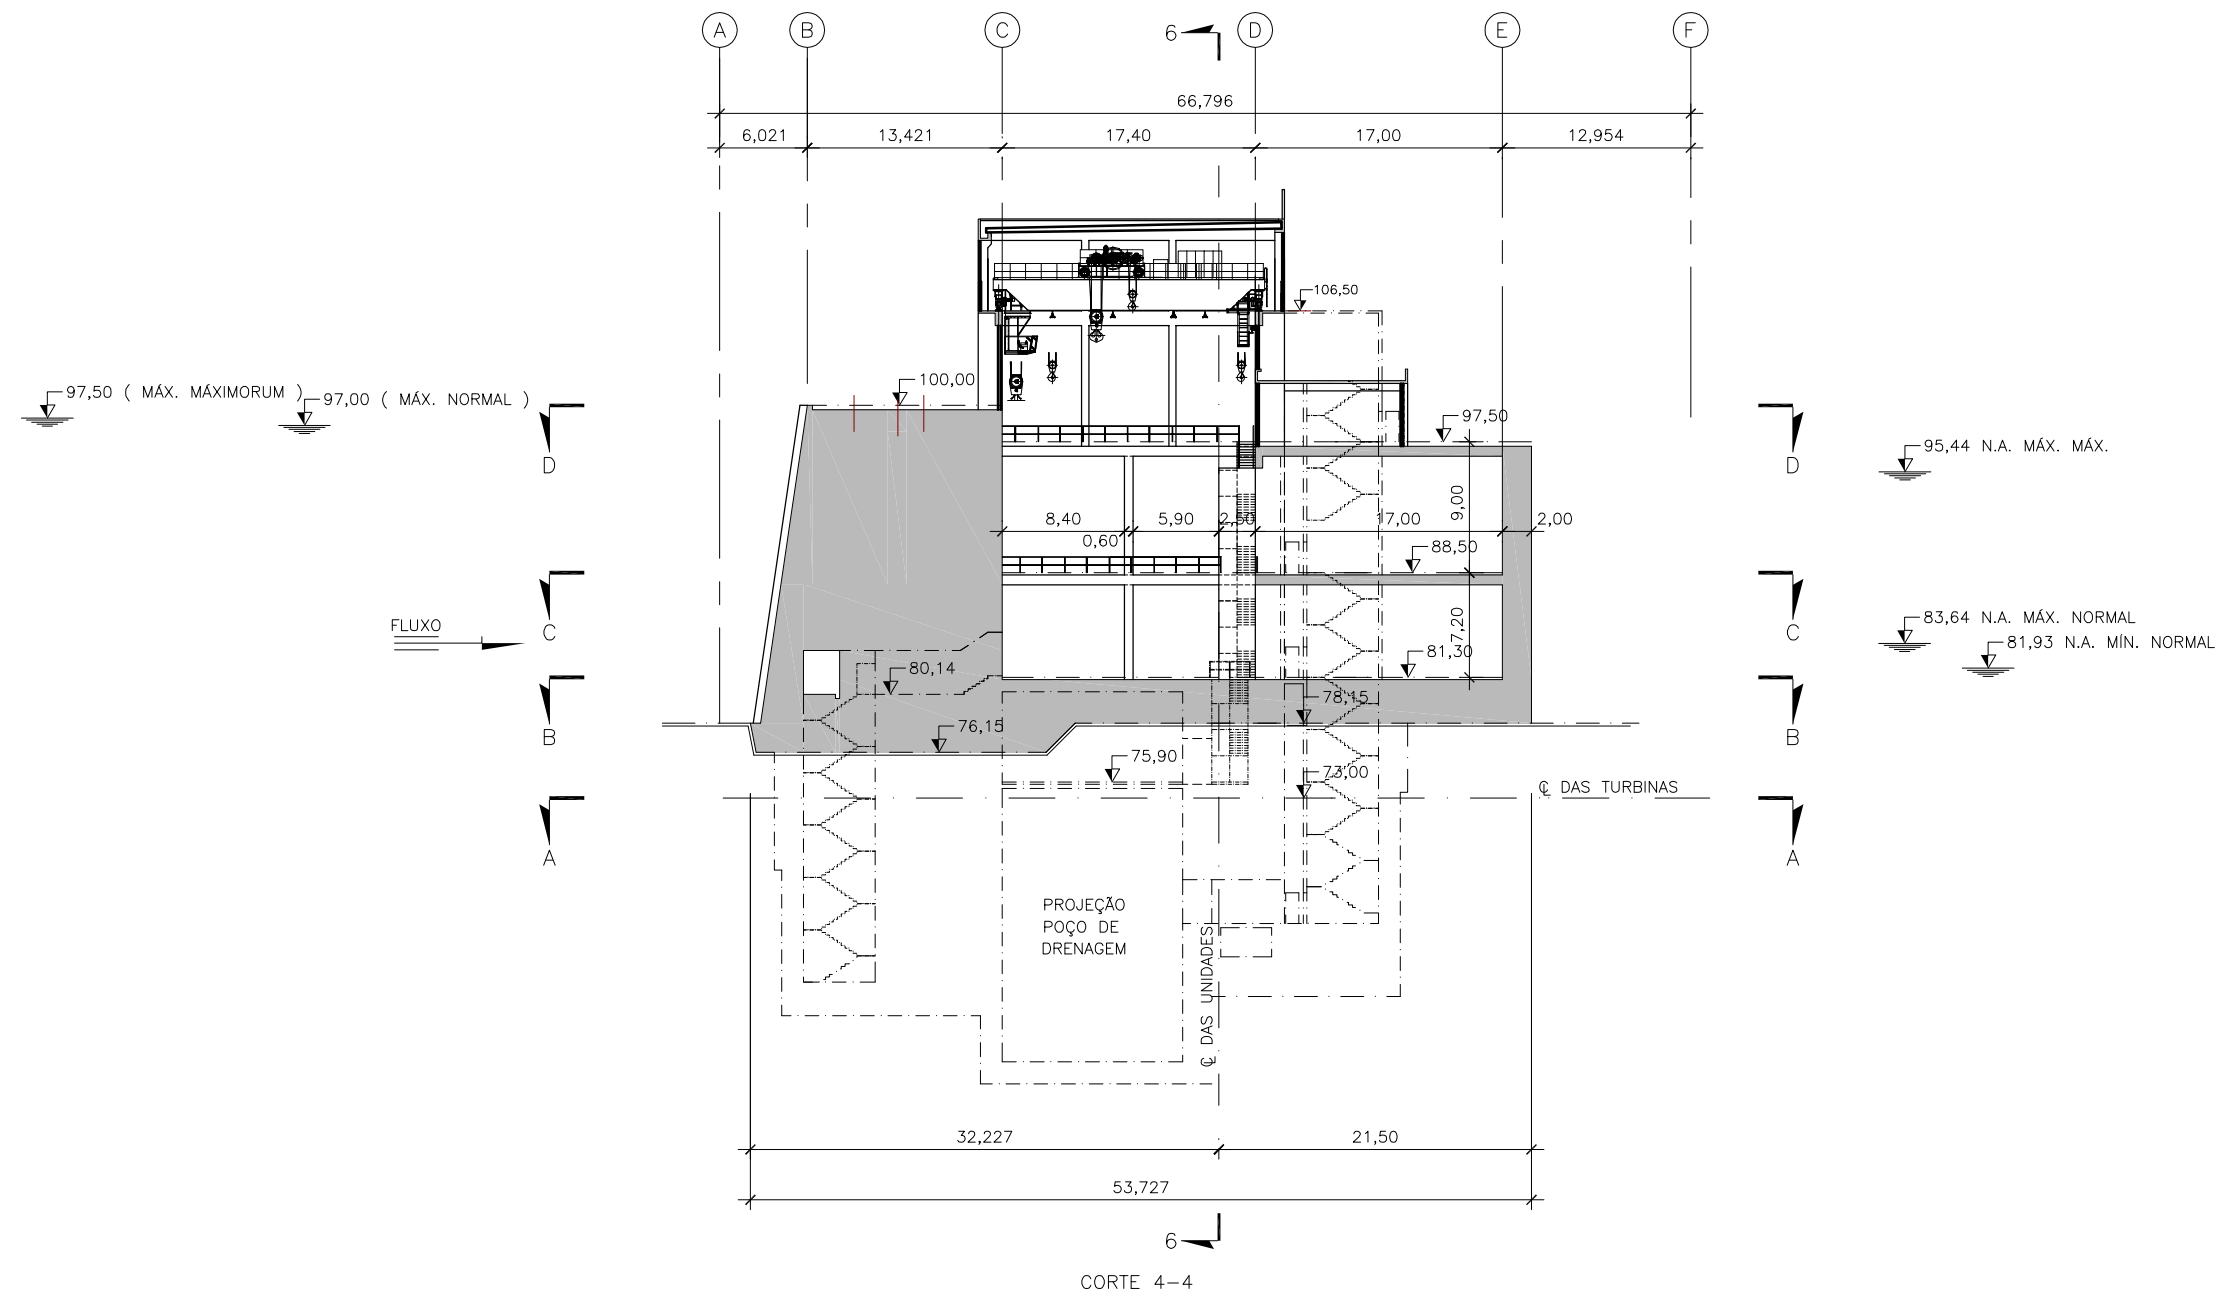 A B C 6 D E F
66,796
6,021 13,421 17,40 17,00 12,954
106,50
100,00
97,50 ( MÁX. MÁXIMORUM )
97,00 ( MÁX. NORMAL )
97,50
95,44 N.A. MÁX. MÁX.
D D
9,00
8,40 5,90 2,50 17,00 2,00
0,60
88,50
7,20
83,64 N.A. MÁX. NORMAL
FLUXO
C C
81,93 N.A. MÍN. NORMAL
81,30
80,14
78,15
76,15
B B
75,90
73,00
℄ DAS TURBINAS
A A
PROJEÇÃO
POÇO DE
DRENAGEM
℄ DAS UNIDADES
32,227 21,50
53,727
6
CORTE 4-4